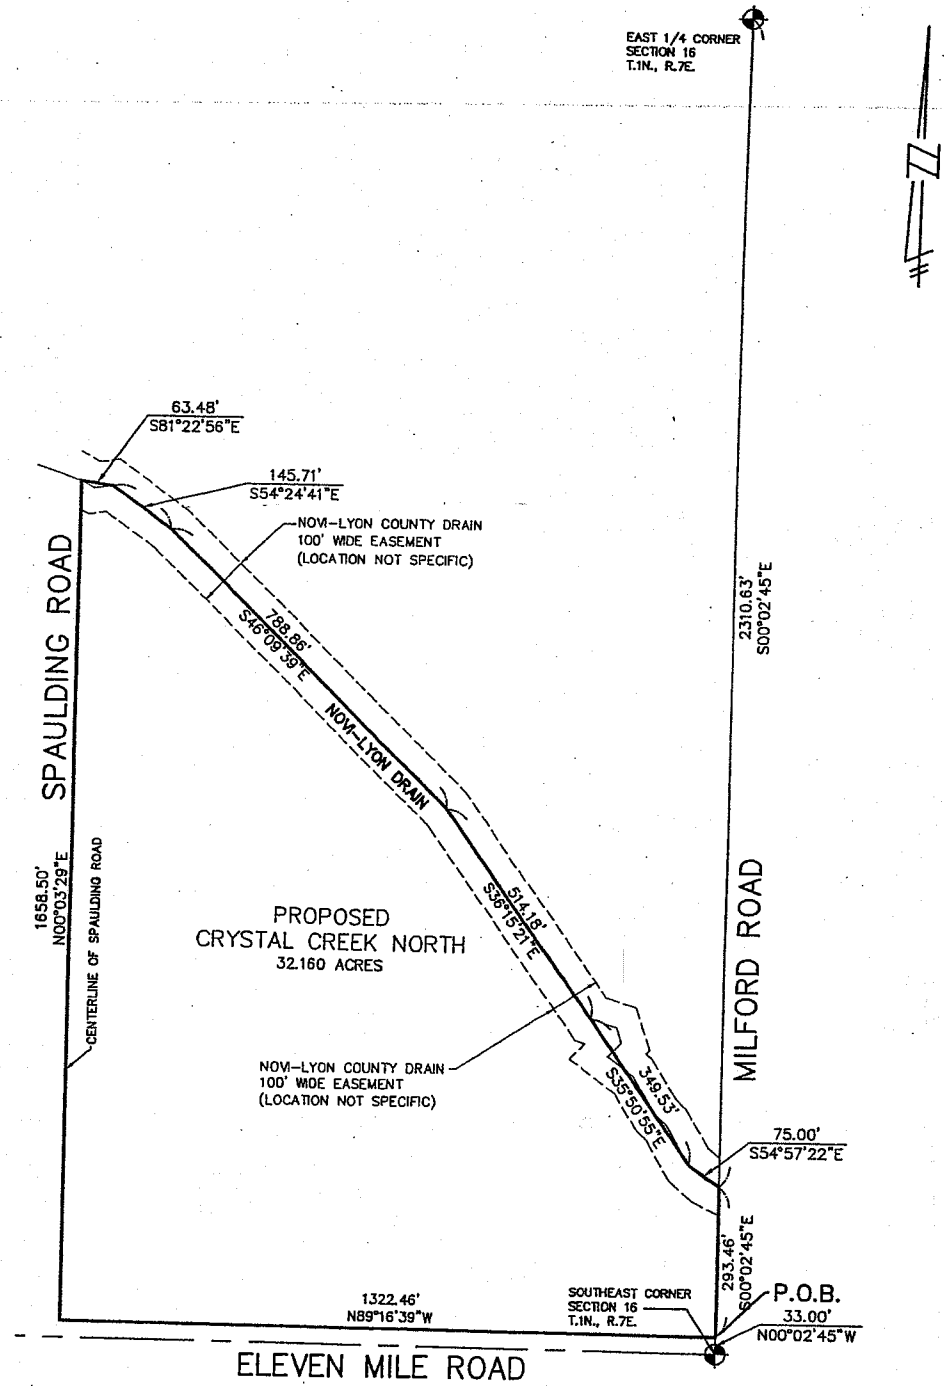 EAST 1/4 CORNER
SECTION 16
T.1N., R.7E.
N
63.48'
S81°22'56"E
145.71'
S54°24'41"E
NOVI-LYON COUNTY DRAIN
100' WIDE EASEMENT
(LOCATION NOT SPECIFIC)
SPAULDING ROAD
788.86'
S46°09'39"E
NOVI-LYON DRAIN
2310.63'
S00°02'45"E
1658.50'
N00°03'29"E
CENTERLINE OF SPAULDING ROAD
PROPOSED
CRYSTAL CREEK NORTH
32.160 ACRES
514.18'
S36°15'21"E
MILFORD ROAD
NOVI-LYON COUNTY DRAIN
100' WIDE EASEMENT
(LOCATION NOT SPECIFIC)
349.53'
S35°50'55"E
75.00'
S54°57'22"E
293.46'
S00°02'45"E
1322.46'
N89°16'39"W
SOUTHEAST CORNER
SECTION 16
T.1N., R.7E.
P.O.B.
33.00'
N00°02'45"W
ELEVEN MILE ROAD